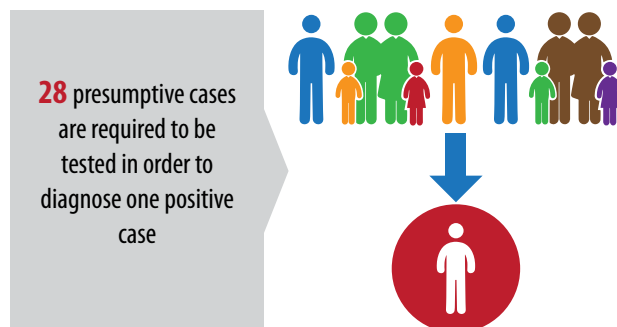 28 presumptive cases
are required to be
tested in order to
diagnose one positive
case